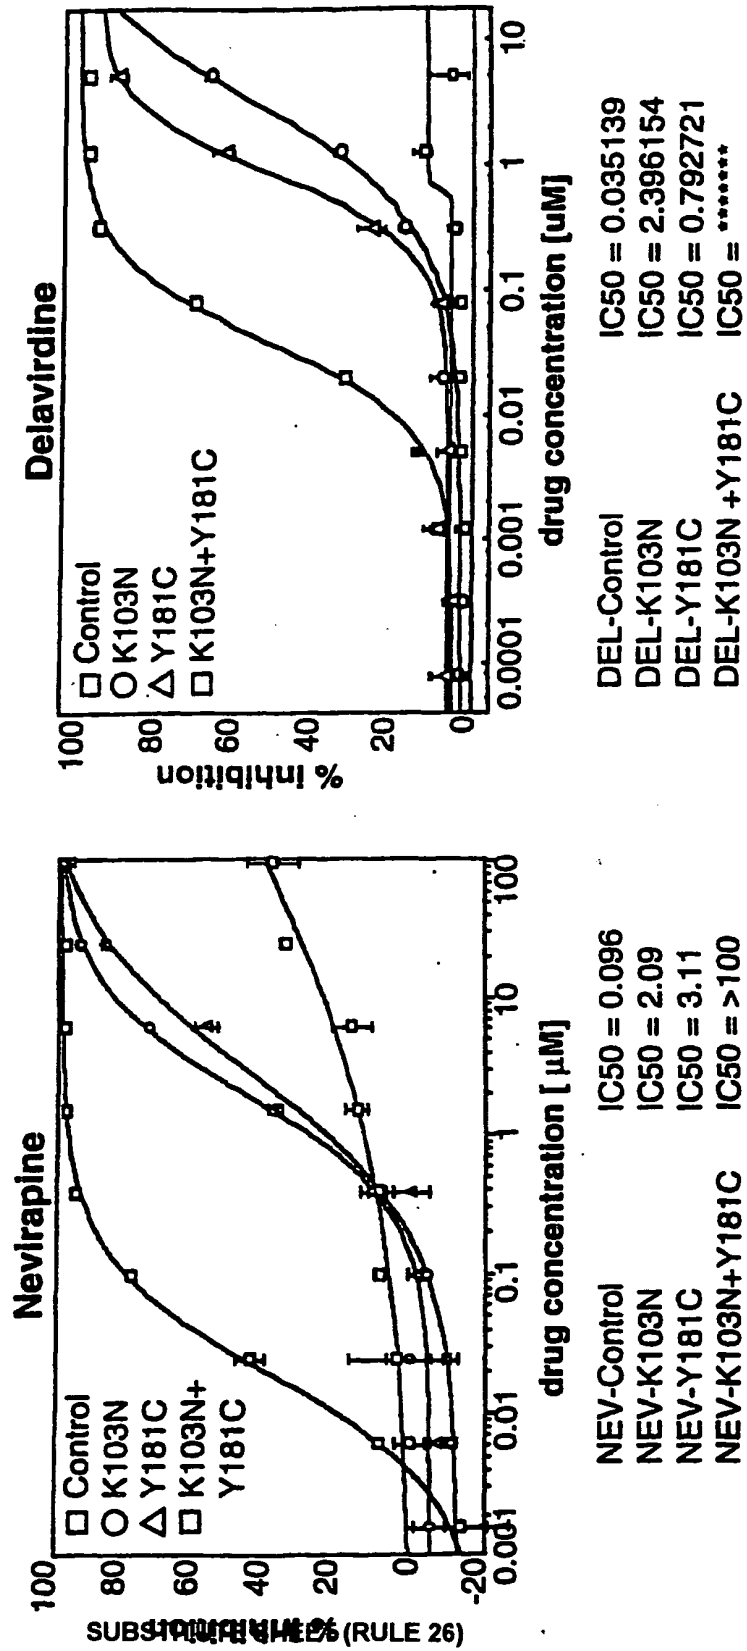 Nevirapine
% inhibition
100
80
60
40
20
0
-20
□ Control
○ K103N
△ Y181C
□ K103N+
Y181C
0.001
0.01
0.1
1
10
100
drug concentration [ µM]
NEV-Control IC50 = 0.096
NEV-K103N IC50 = 2.09
NEV-Y181C IC50 = 3.11
NEV-K103N+Y181C IC50 = >100
Delavirdine
% inhibition
100
80
60
40
20
0
□ Control
○ K103N
△ Y181C
□ K103N+Y181C
0.0001
0.001
0.01
0.1
1
10
drug concentration [uM]
DEL-Control IC50 = 0.035139
DEL-K103N IC50 = 2.396154
DEL-Y181C IC50 = 0.792721
DEL-K103N +Y181C IC50 = *******
SUBSTITUTE SHEET (RULE 26)